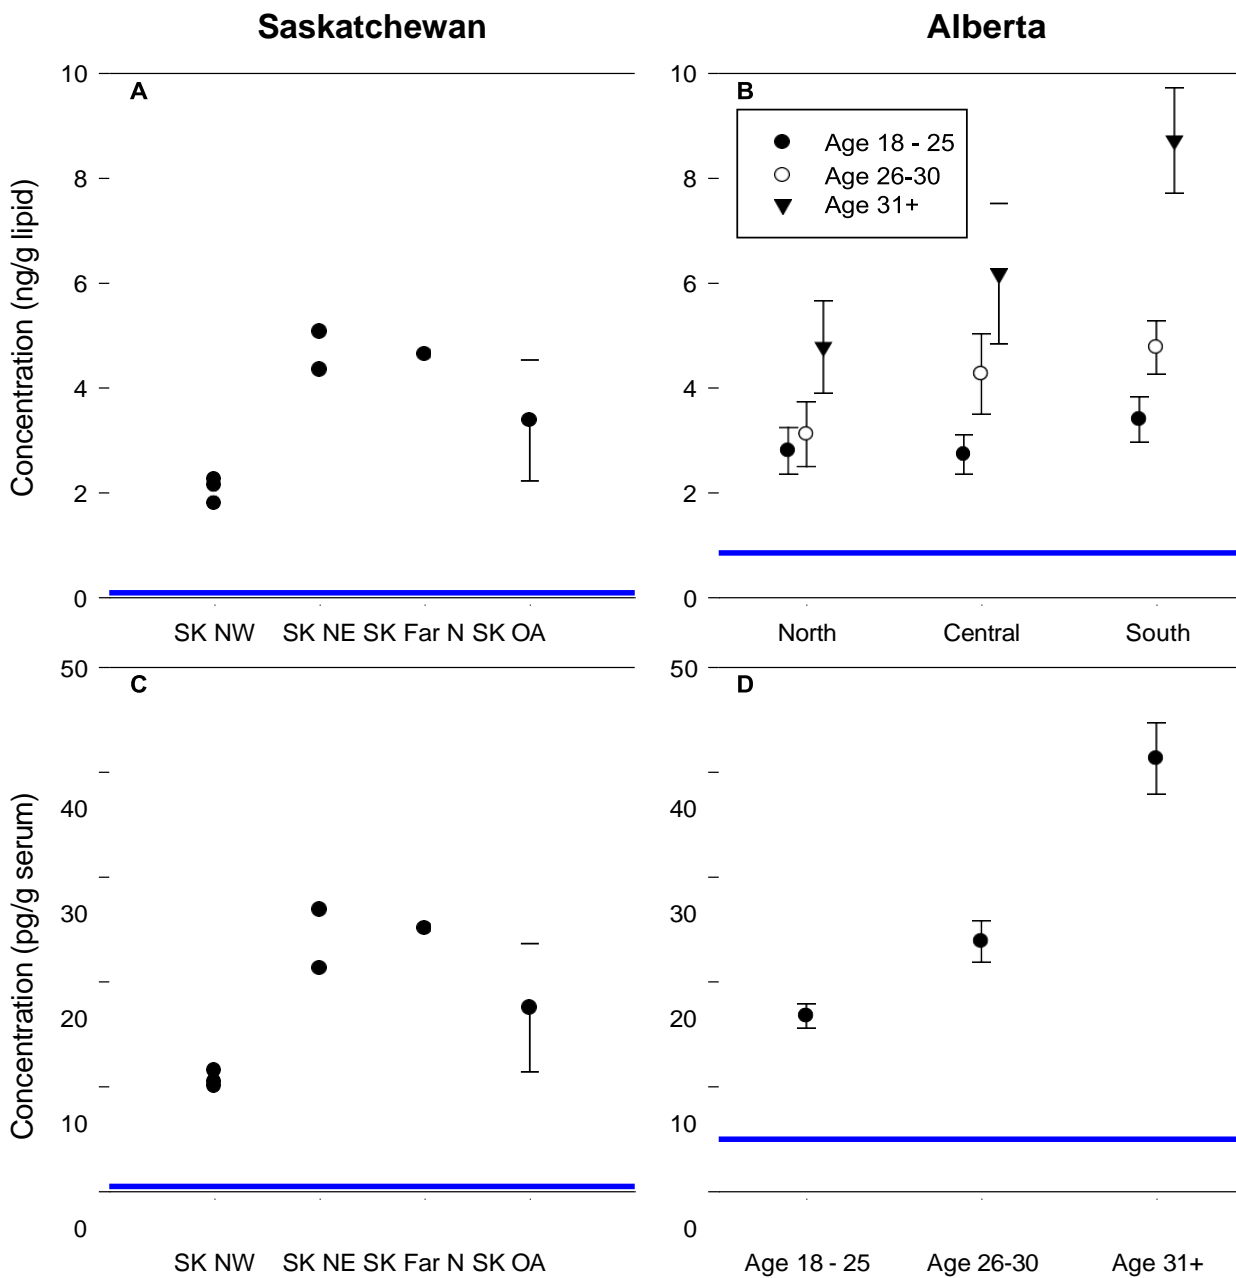 Saskatchewan
Alberta
Concentration (ng/g lipid)
10
8
6
4
2
0
A
SK NW SK NE SK Far N SK OA
10
8
6
4
2
0
B
Age 18 - 25
Age 26-30
Age 31+
North Central South
Concentration (pg/g serum)
50
40
30
20
10
0
C
SK NW SK NE SK Far N SK OA
50
40
30
20
10
0
D
Age 18 - 25 Age 26-30 Age 31+